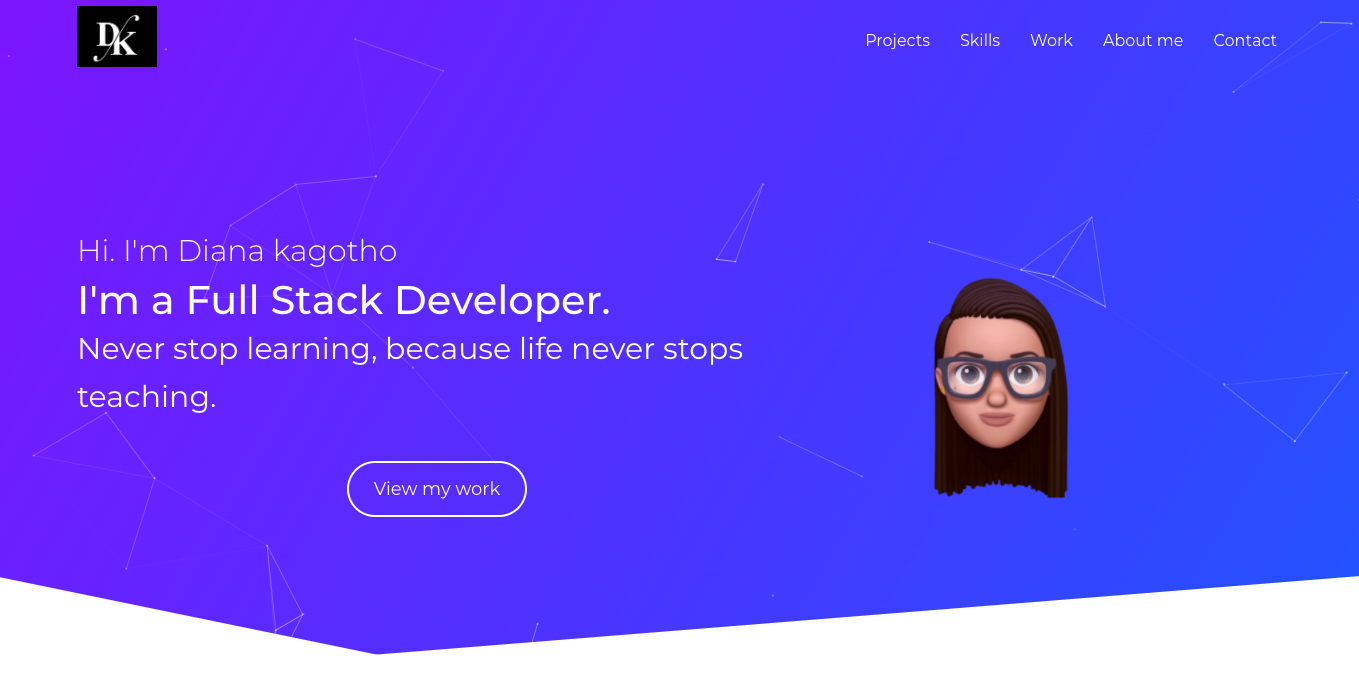 DK
Projects Skills Work About me Contact
Hi. I'm Diana kagotho
I'm a Full Stack Developer.
Never stop learning, because life never stops
teaching.
View my work